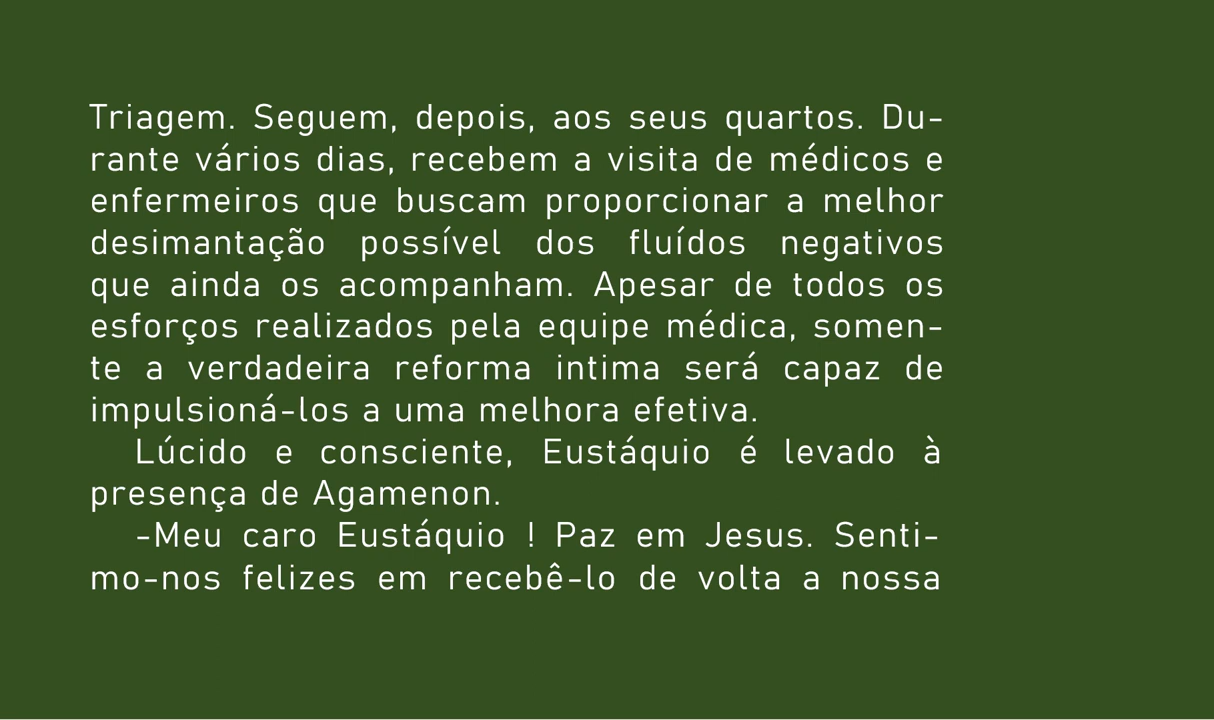 Triagem. Seguem, depois, aos seus quartos. Du-
rante vários dias, recebem a visita de médicos e
enfermeiros que buscam proporcionar a melhor
desimantação possível dos fluídos negativos
que ainda os acompanham. Apesar de todos os
esforços realizados pela equipe médica, somen-
te a verdadeira reforma intima será capaz de
impulsioná-los a uma melhora efetiva.
Lúcido e consciente, Eustáquio é levado à
presença de Agamenon.
-Meu caro Eustáquio ! Paz em Jesus. Senti-
mo-nos felizes em recebê-lo de volta a nossa